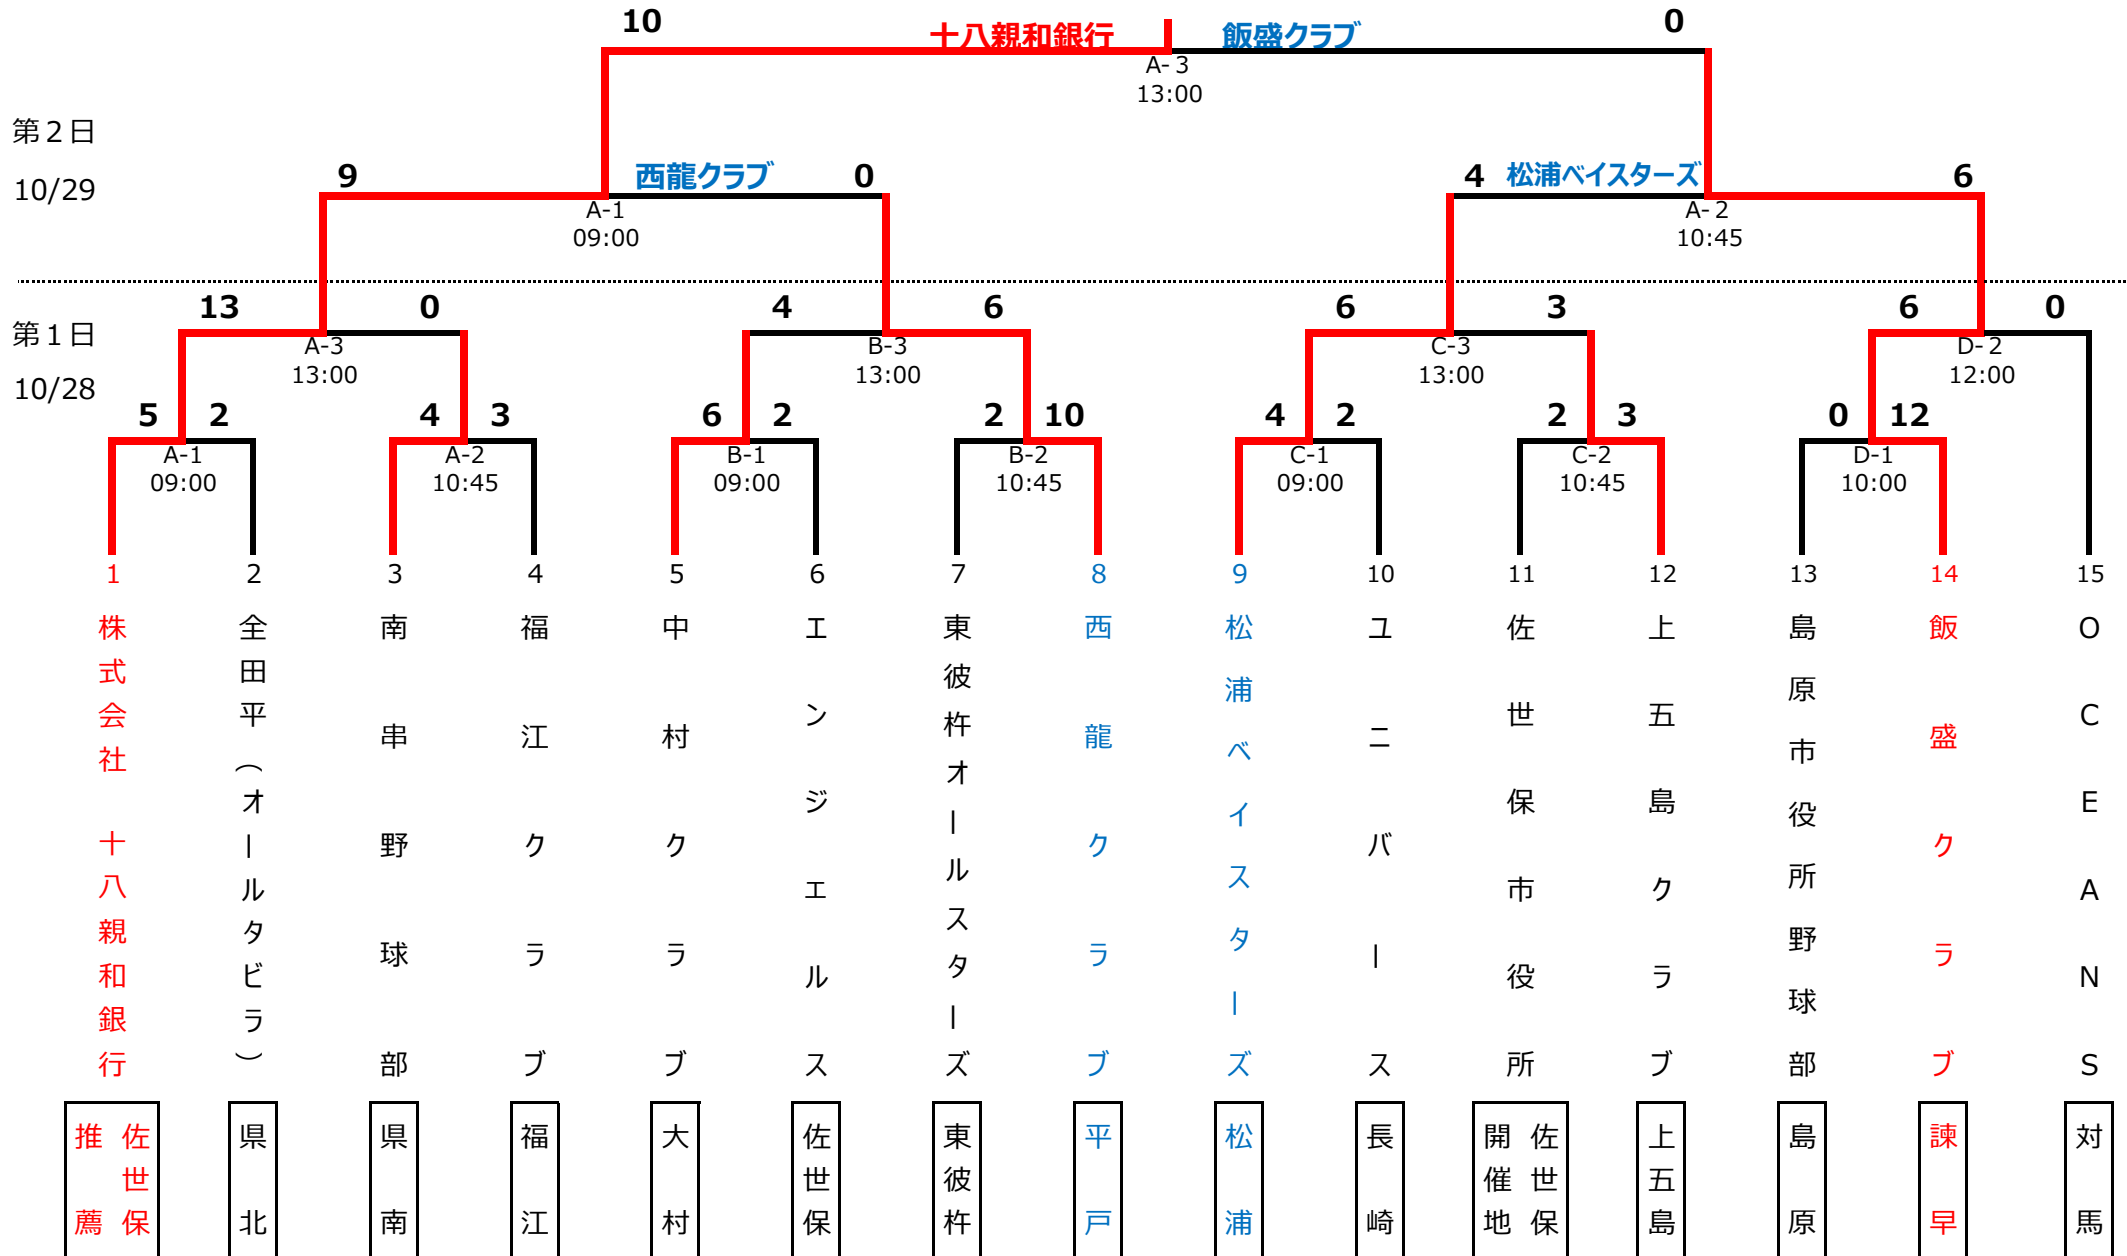 10
十八親和銀行
飯盛クラブ
0
A-3
13:00
第2日
10/29
9
西龍クラブ
0
A-1
09:00
4
松浦ベイスターズ
6
A-2
10:45
第1日
10/28
13
0
A-3
13:00
4
6
B-3
13:00
6
3
C-3
13:00
6
0
D-2
12:00
5
2
A-1
09:00
4
3
A-2
10:45
6
2
B-1
09:00
2
10
B-2
10:45
4
2
C-1
09:00
2
3
C-2
10:45
0
12
D-1
10:00
1
株式会社 十八親和銀行
佐世保
推薦
2
全田平(オールタビラ)
県北
3
南串野球部
県南
4
福江クラブ
福江
5
中村クラブ
大村
6
エンジェルス
佐世保
7
東彼杵オールスターズ
東彼杵
8
西龍クラブ
平戸
9
松浦ベイスターズ
松浦
10
ユニバース
長崎
11
佐世保市役所
佐世保
開催地
12
上五島クラブ
上五島
13
島原市役所野球部
島原
14
飯盛クラブ
諫早
15
OCEANS
対馬